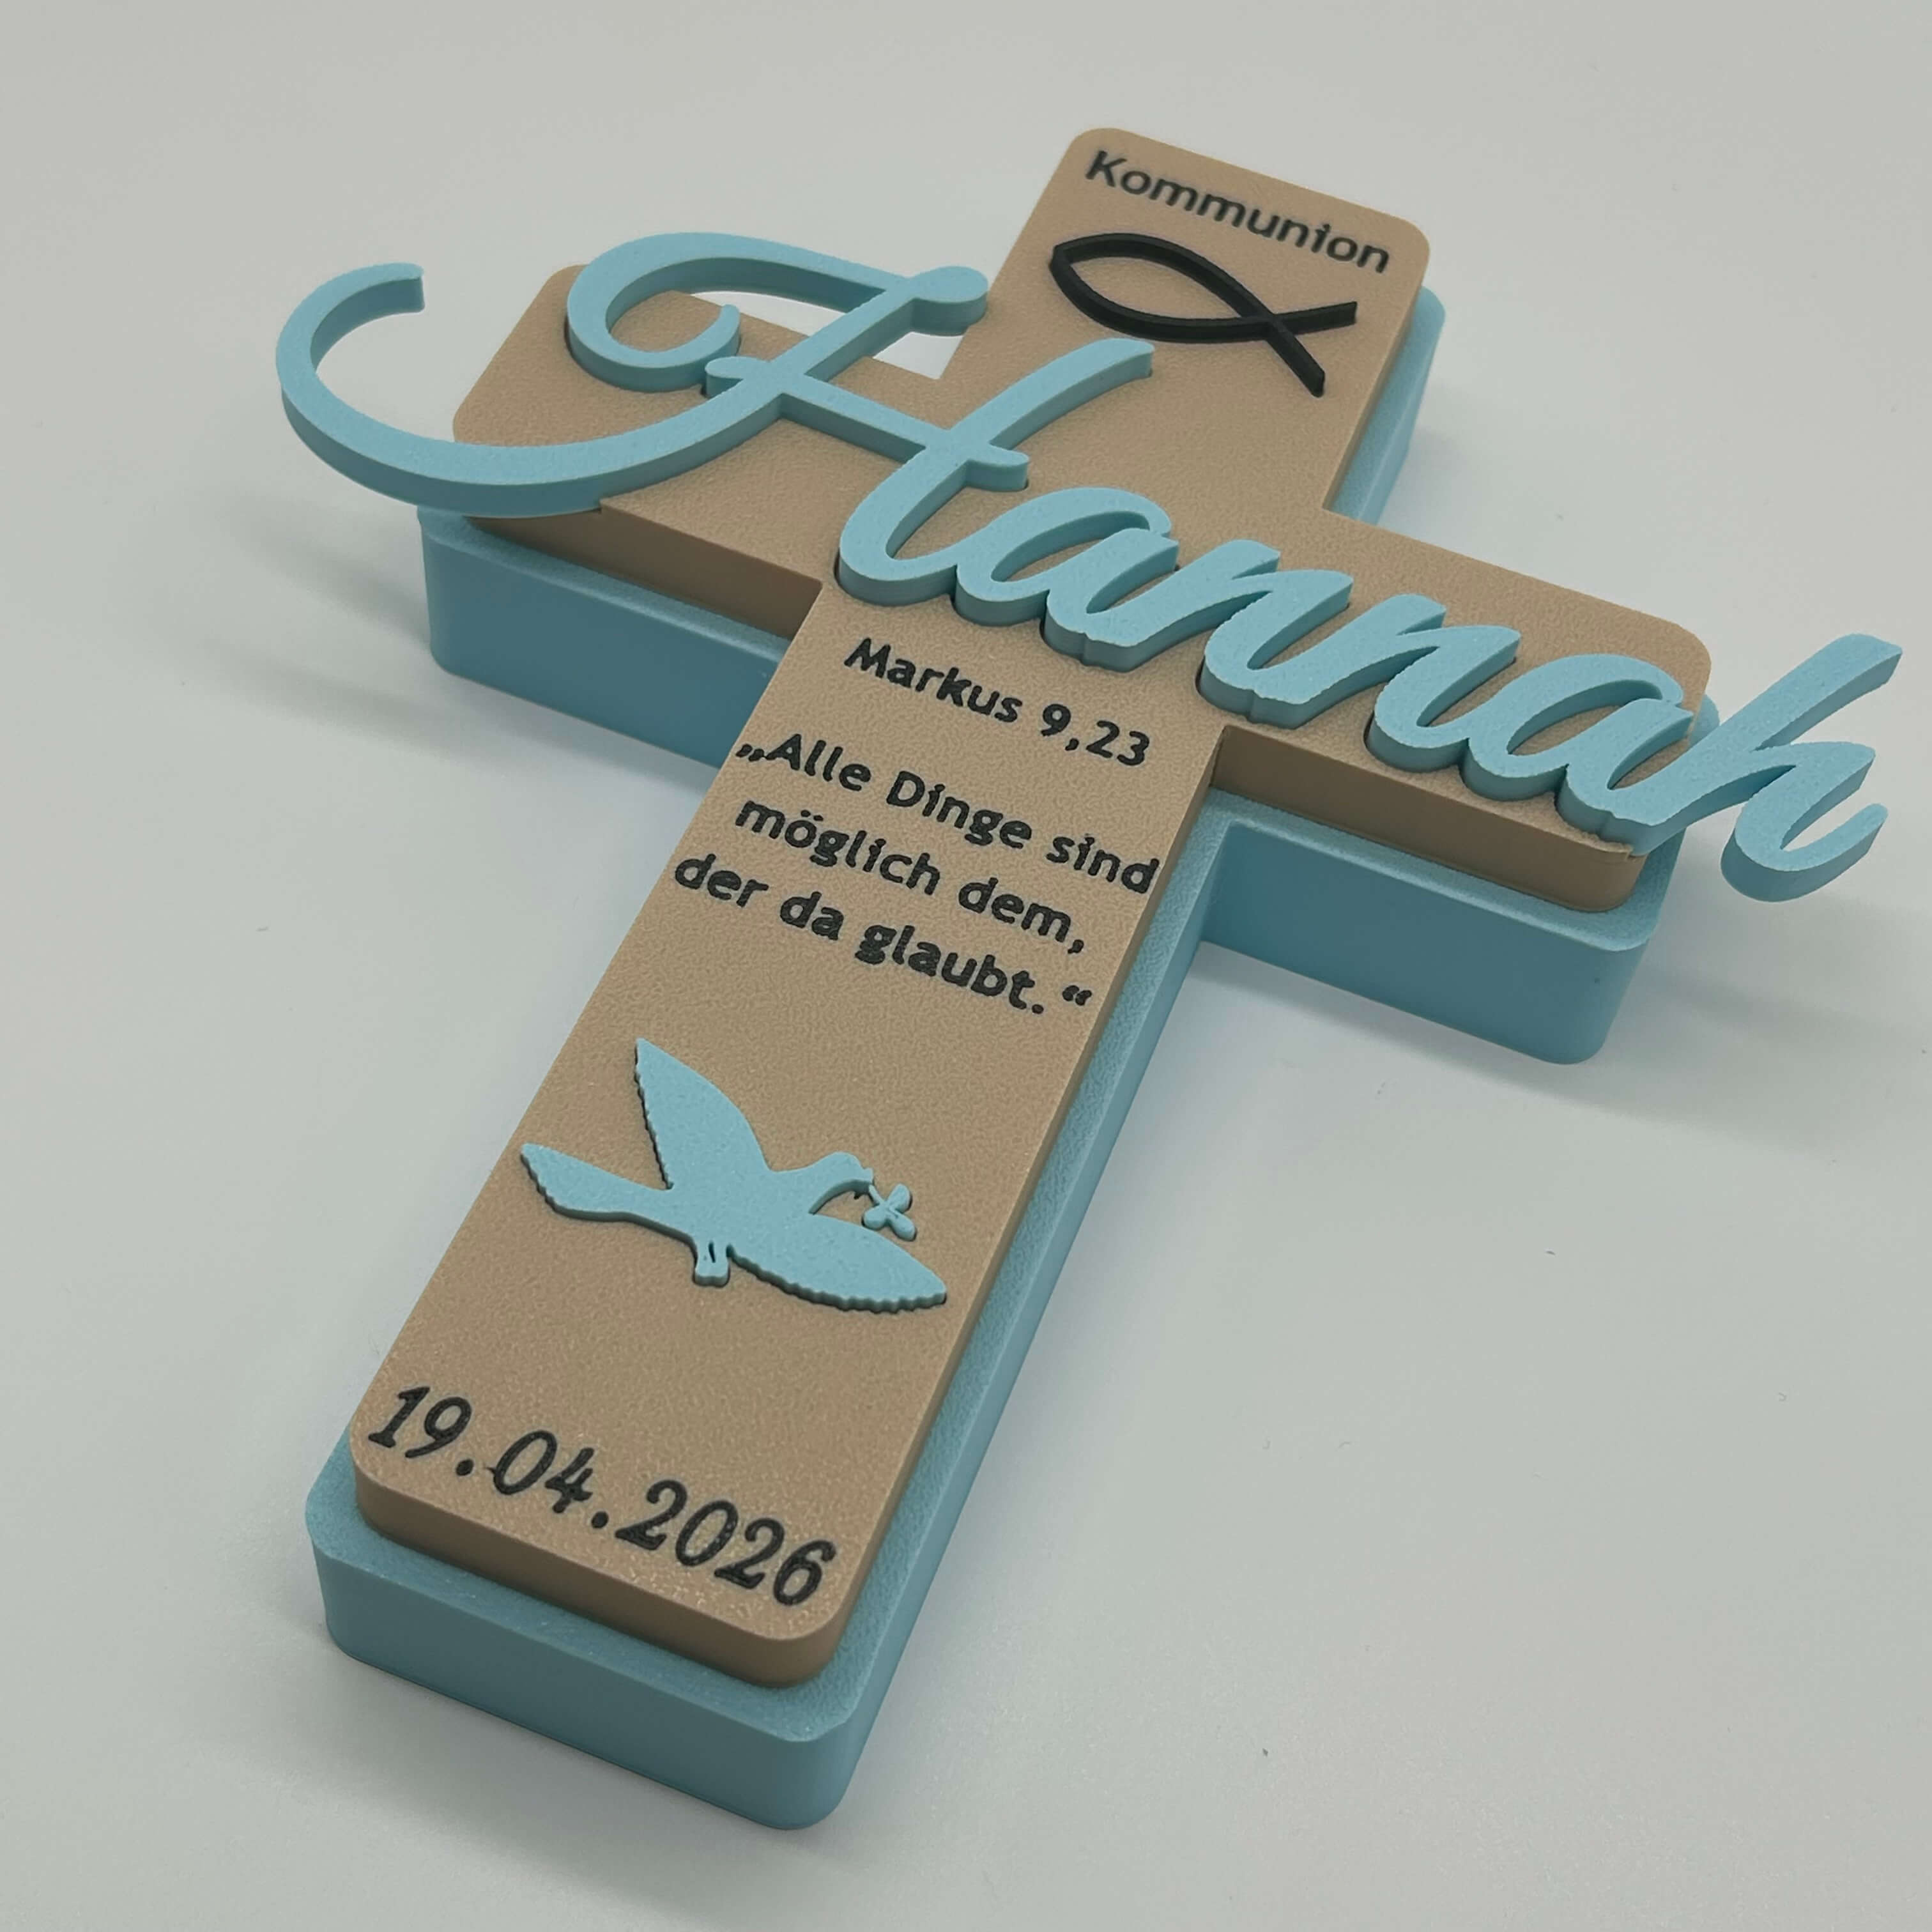 Kommunion
Hannah
Markus 9,23
„Alle Dinge sind
möglich dem,
der da glaubt.“
19.04.2026